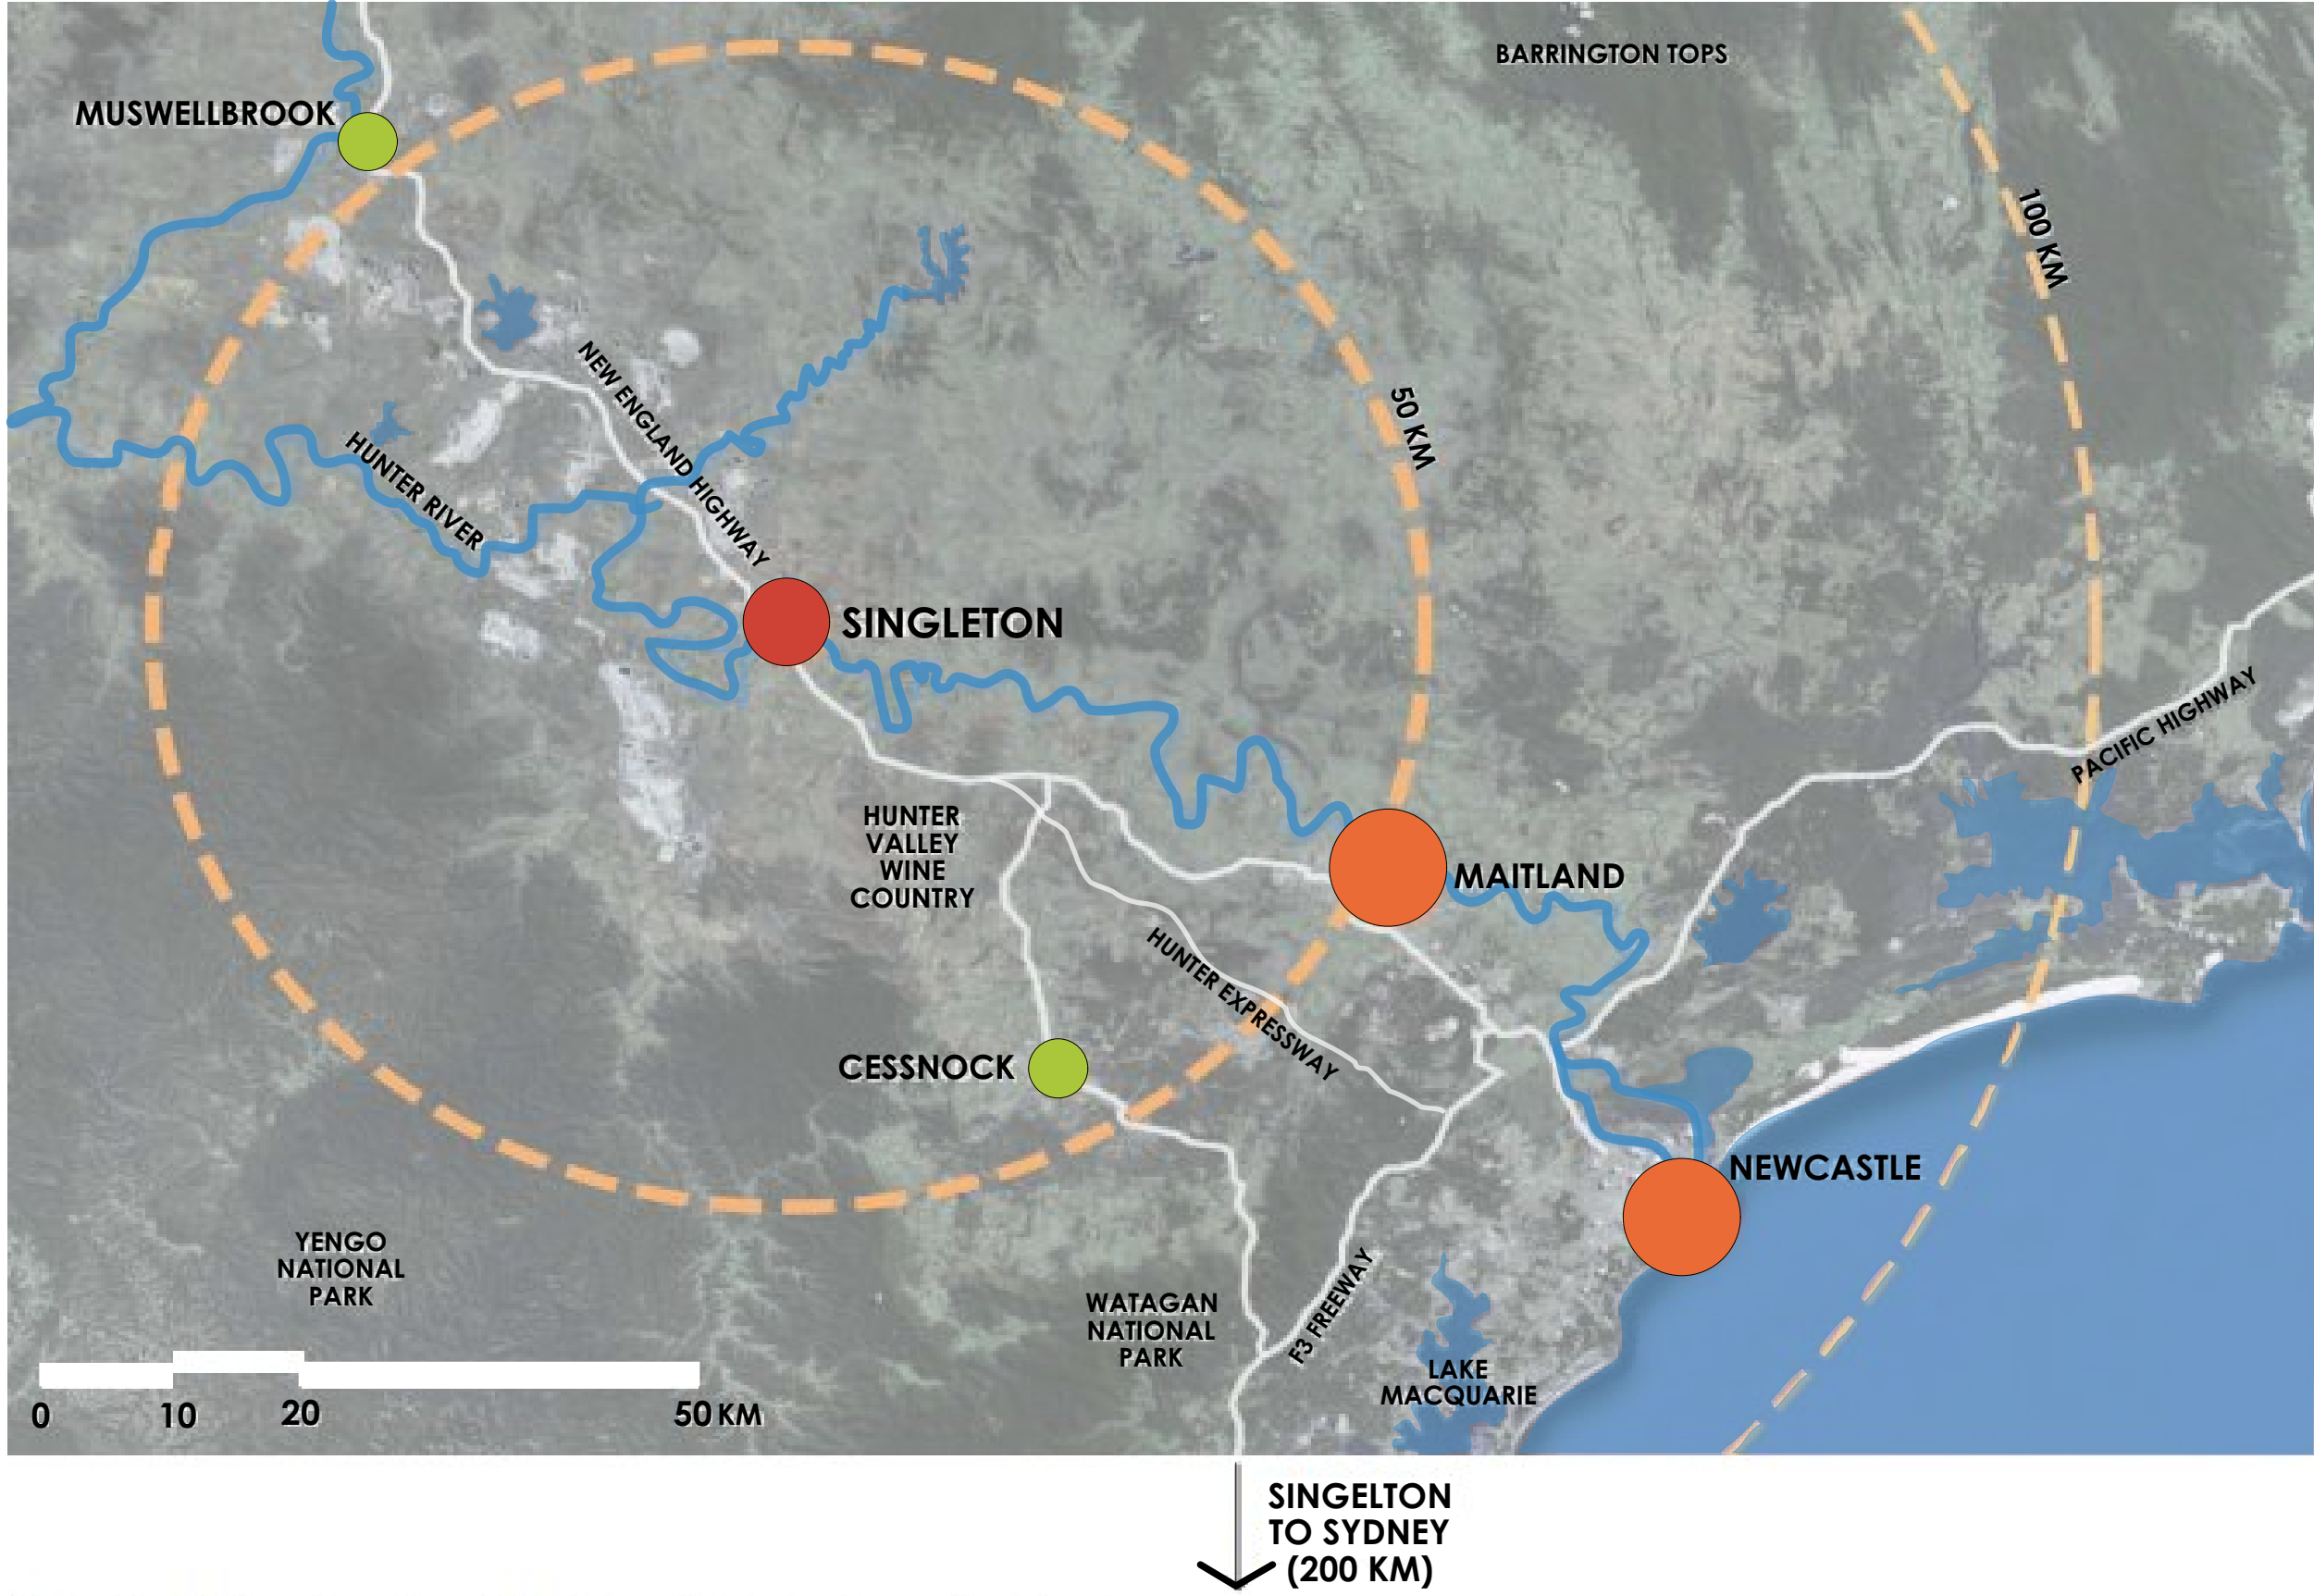 BARRINGTON TOPS
MUSWELLBROOK
100 KM
NEW ENGLAND HIGHWAY
50 KM
HUNTER RIVER
SINGLETON
PACIFIC HIGHWAY
HUNTER
VALLEY
WINE
COUNTRY
MAITLAND
HUNTER EXPRESSWAY
CESSNOCK
NEWCASTLE
YENGO
NATIONAL
PARK
WATAGAN
NATIONAL
PARK
F3 FREEWAY
LAKE
MACQUARIE
0 10 20 50 KM
SINGELTON
TO SYDNEY
(200 KM)